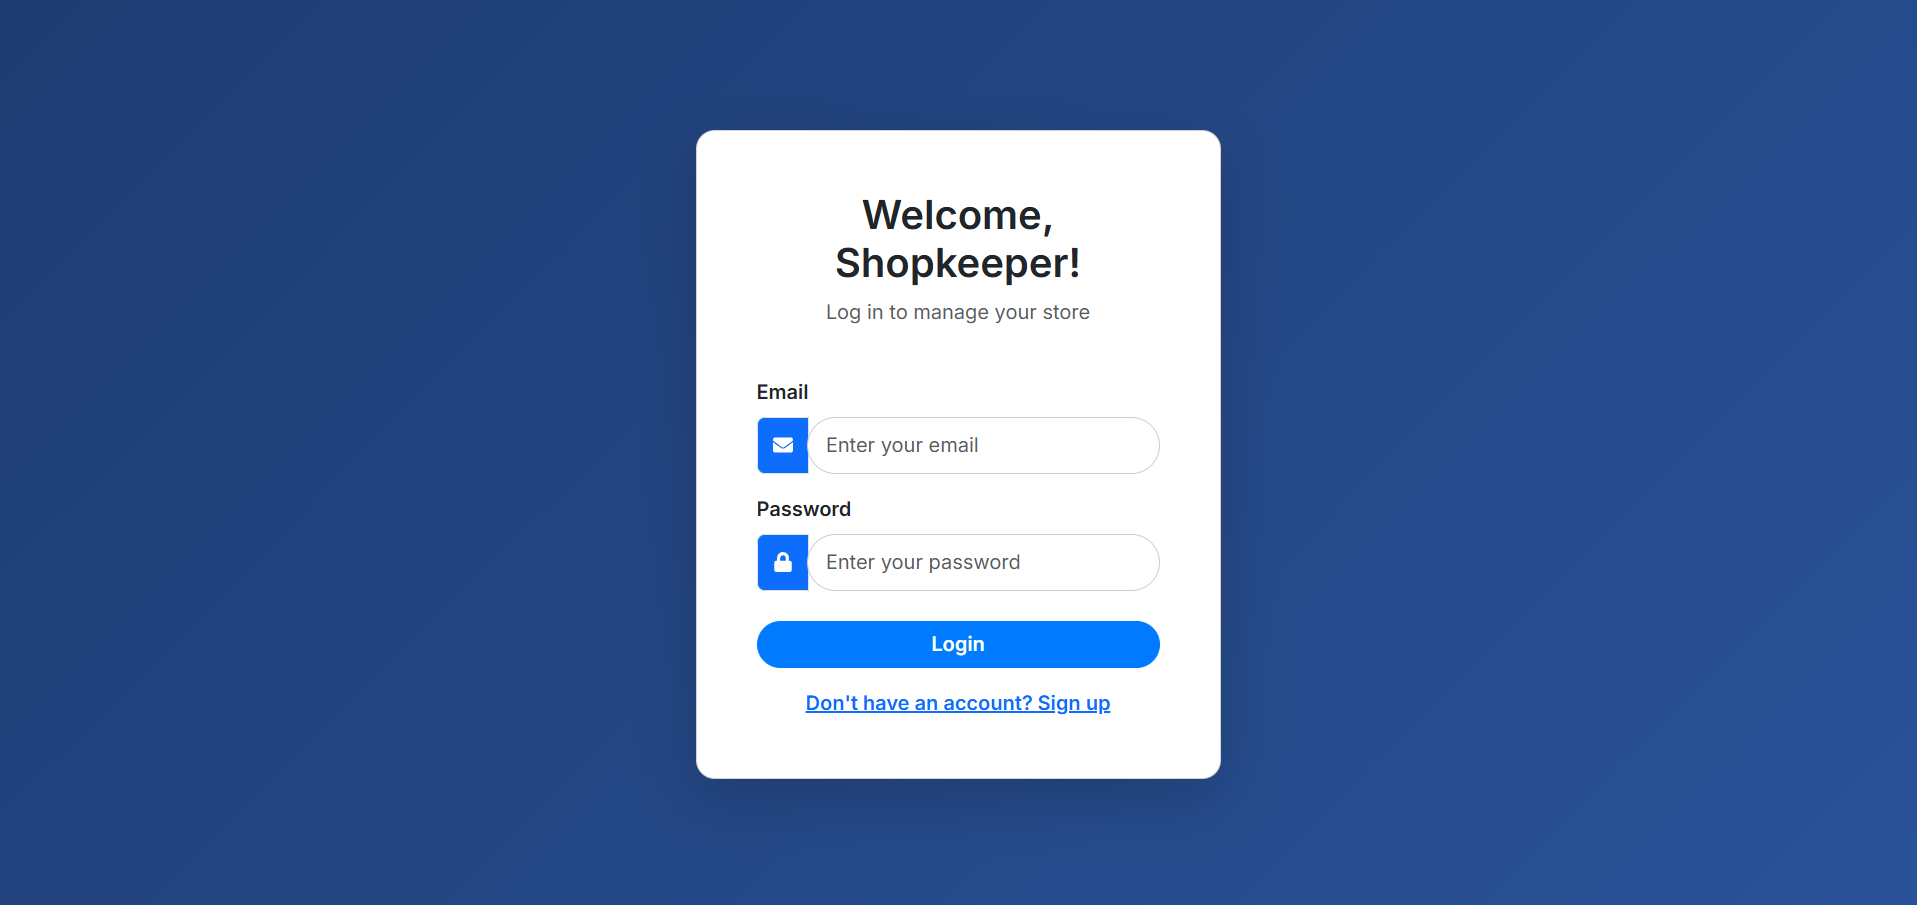 Welcome,
Shopkeeper!
Log in to manage your store
Email
Enter your email
Password
Enter your password
Login
Don't have an account? Sign up